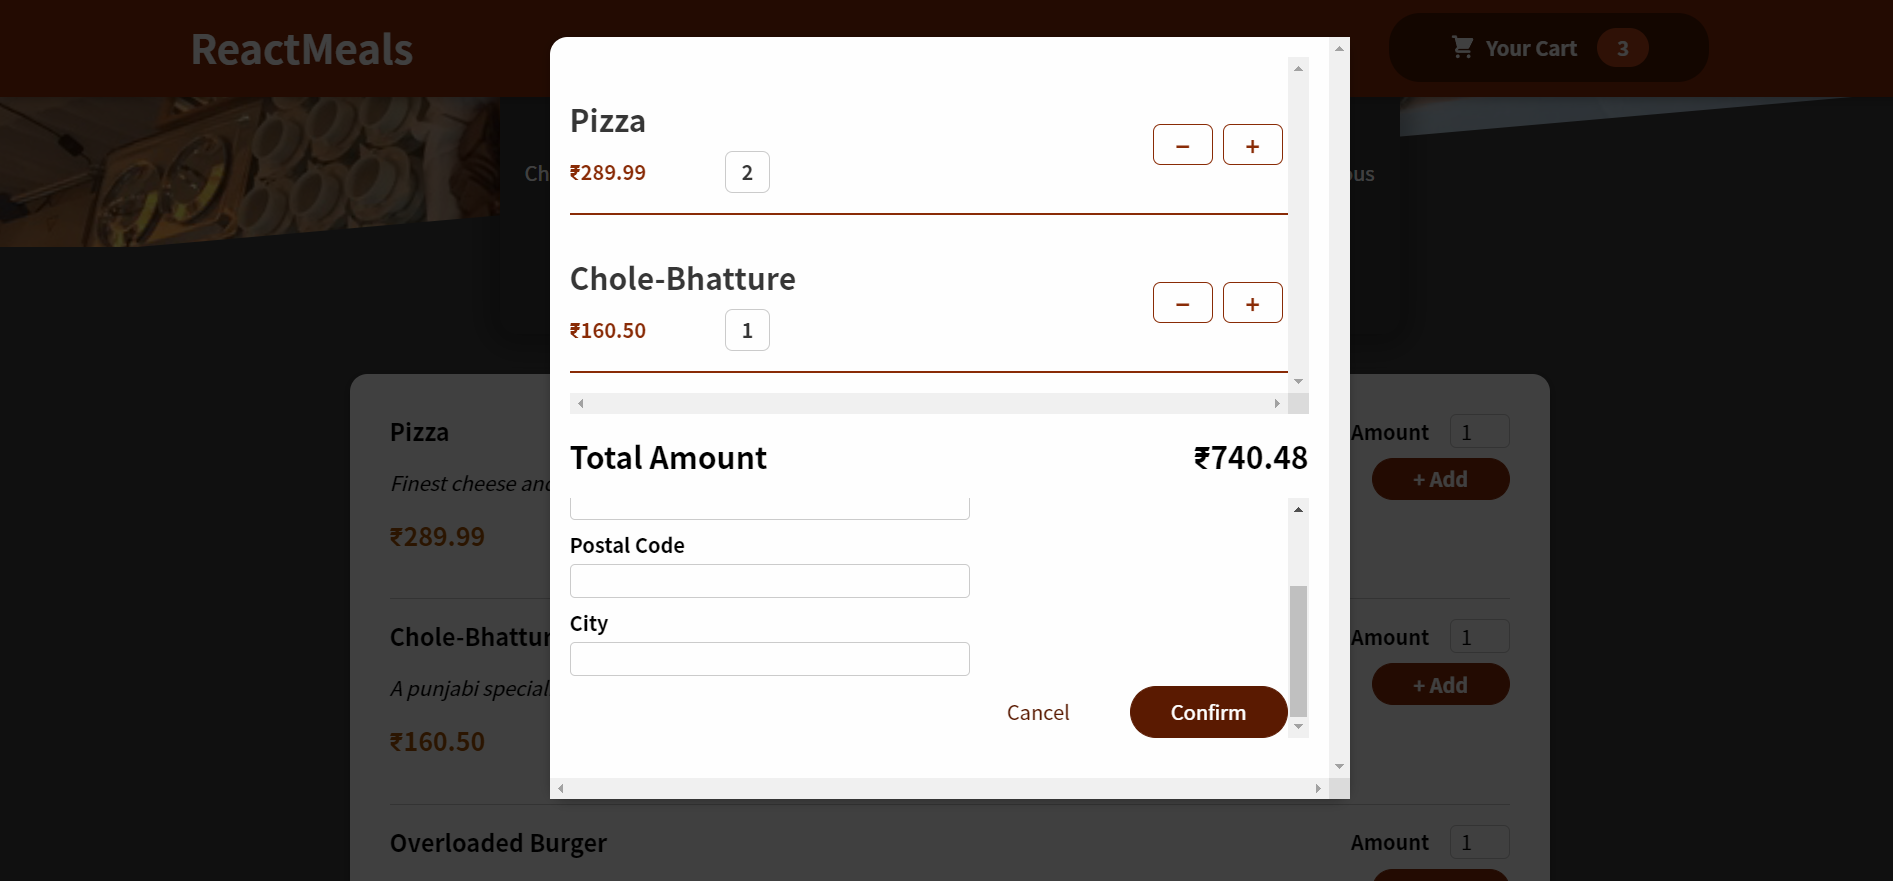 ReactMeals
Your Cart 3
Ch
ous
Pizza
₹289.99 2
− +
Chole-Bhatture
₹160.50 1
− +
Total Amount ₹740.48
Postal Code
City
Cancel Confirm
Pizza
Finest cheese and
₹289.99
Amount 1
+ Add
Chole-Bhattur
A punjabi special
₹160.50
Amount 1
+ Add
Overloaded Burger
Amount 1